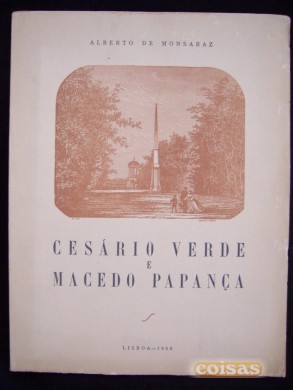 ALBERTO DE MONSARAZ
CESÁRIO VERDE
E
MACEDO PAPANÇA
LISBOA
coisas